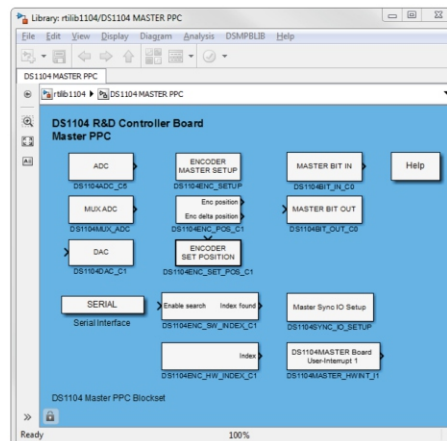 Library: rtilib1104/DS1104 MASTER PPC
File Edit View Display Diagram Analysis DSMPBLIB Help
DS1104 MASTER PPC
rtilib1104 DS1104 MASTER PPC
DS1104 R&D Controller Board
Master PPC
ADC
DS1104ADC_C5
ENCODER
MASTER SETUP
DS1104ENC_SETUP
MASTER BIT IN
DS1104BIT_IN_C0
Help
MUX ADC
DS1104MUX_ADC
Enc position
Enc delta position
DS1104ENC_POS_C1
MASTER BIT OUT
DS1104BIT_OUT_C0
DAC
DS1104DAC_C1
ENCODER
SET POSITION
DS1104ENC_SET_POS_C1
SERIAL
Serial Interface
Enable search Index found
DS1104ENC_SW_INDEX_C1
Master Sync IO Setup
DS1104SYNC_IO_SETUP
Index
DS1104ENC_HW_INDEX_C1
DS1104MASTER Board
User-Interrupt 1
DS1104MASTER_HWINT_I1
DS1104 Master PPC Blockset
Ready 100%